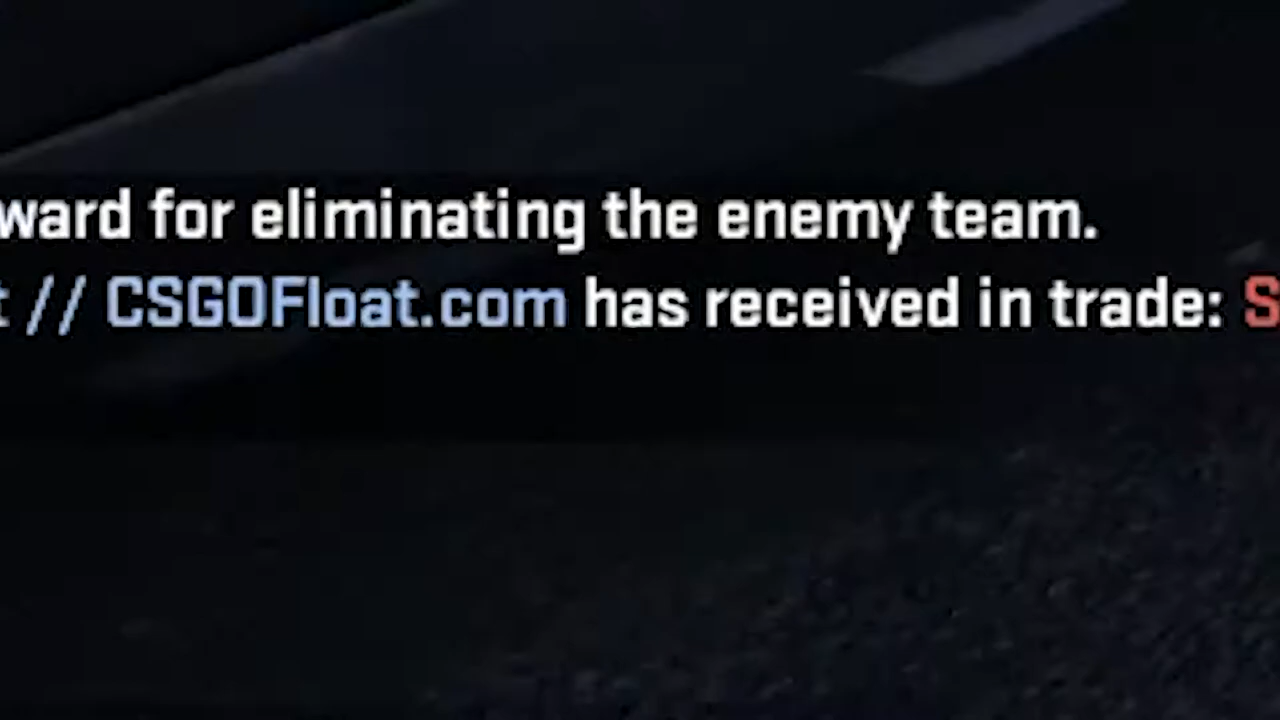 ward for eliminating the enemy team.
t // CSGOFloat.com has received in trade: S